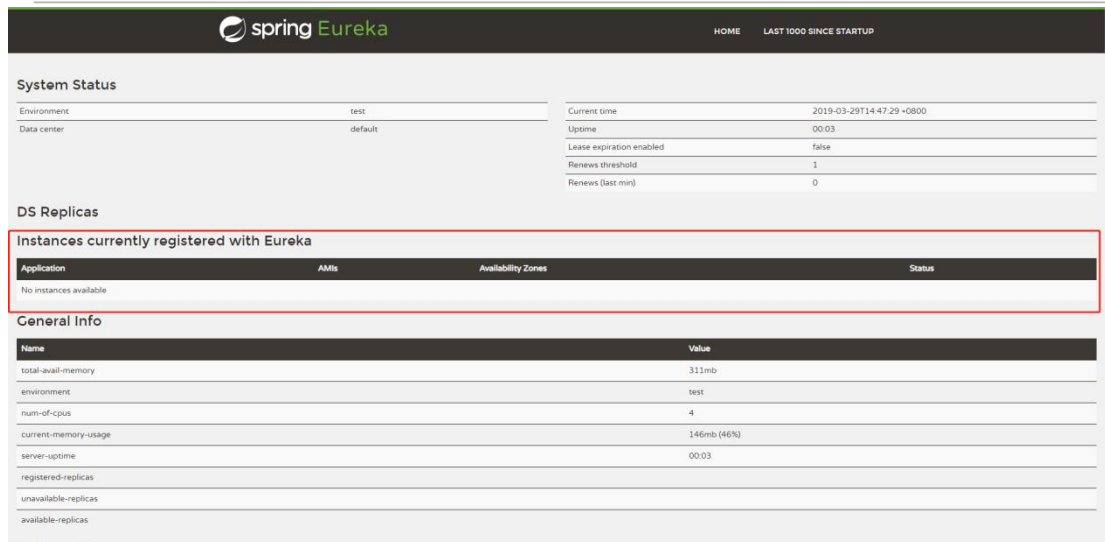 spring Eureka HOME LAST 1000 SINCE STARTUP
System Status
Environment test
Data center default
Current time 2019-03-29T14:47:29 +0800
Uptime 00:03
Lease expiration enabled false
Renews threshold 1
Renews (last min) 0
DS Replicas
Instances currently registered with Eureka
Application AMIs Availability Zones Status
No instances available
General Info
Name Value
total-avail-memory 311mb
environment test
num-of-cpus 4
current-memory-usage 146mb (46%)
server-uptime 00:03
registered-replicas
unavailable-replicas
available-replicas